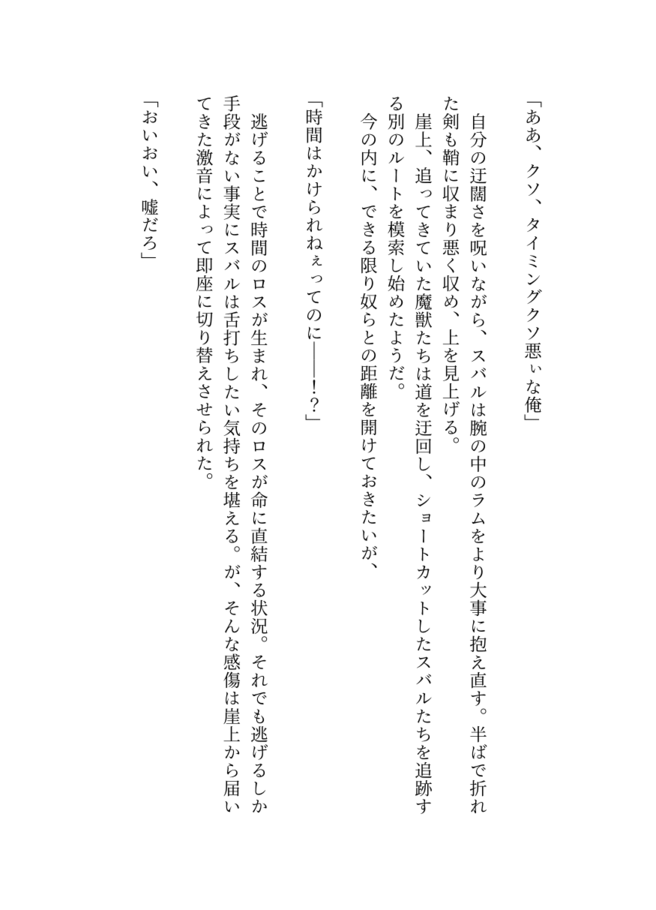 「ああ、クソ、タイミングクソ悪ぃな俺」
　自分の迂闊さを呪いながら、スバルは腕の中のラムをより大事に抱え直す。半ばで折れ
た剣も鞘に収まり悪く収め、上を見上げる。
　崖上、追ってきていた魔獣たちは道を迂回し、ショートカットしたスバルたちを追跡す
る別のルートを模索し始めたようだ。
　今の内に、できる限り奴らとの距離を開けておきたいが、
「時間はかけられねぇってのに――！？」
　逃げることで時間のロスが生まれ、そのロスが命に直結する状況。それでも逃げるしか
手段がない事実にスバルは舌打ちしたい気持ちを堪える。が、そんな感傷は崖上から届い
てきた激音によって即座に切り替えさせられた。
「おいおい、嘘だろ」